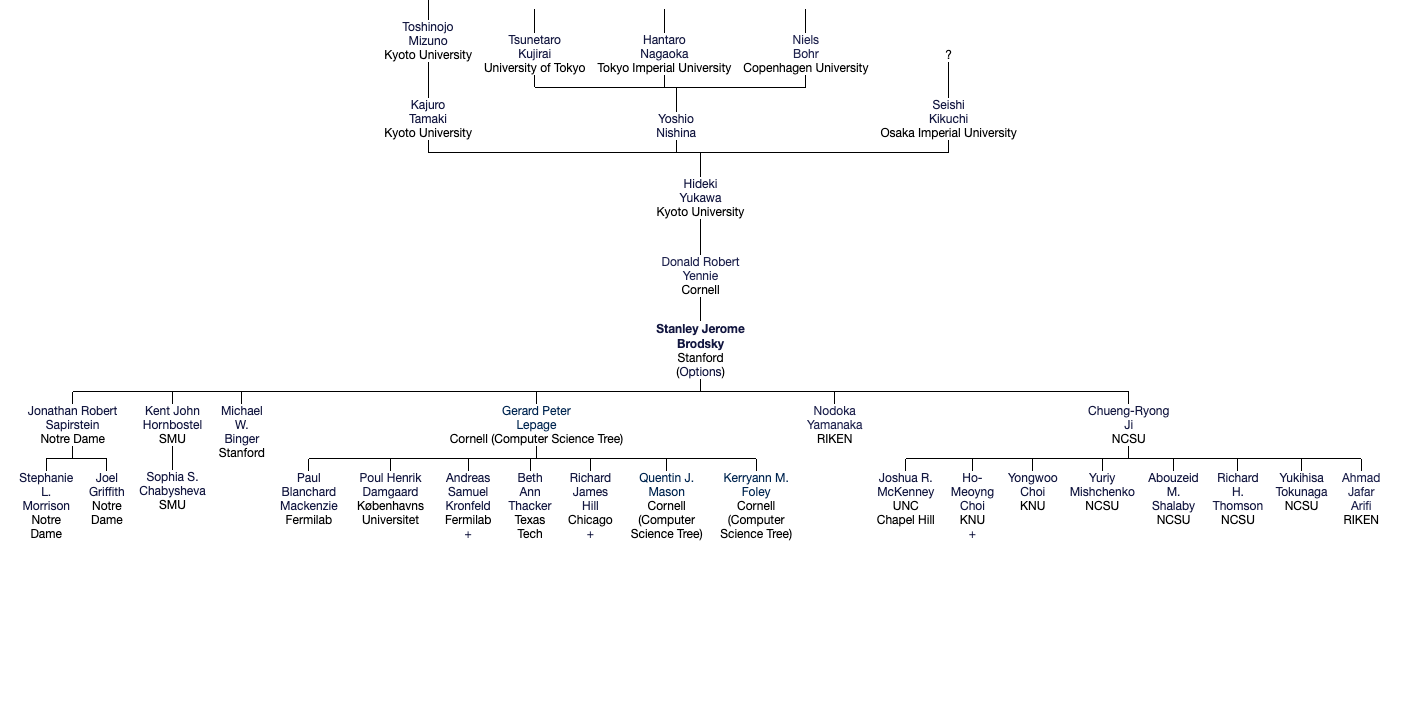 Toshinojo
Mizuno
Kyoto University
Tsunetaro
Kujirai
University of Tokyo
Hantaro
Nagaoka
Tokyo Imperial University
Niels
Bohr
Copenhagen University
?
Kajuro
Tamaki
Kyoto University
Yoshio
Nishina
Seishi
Kikuchi
Osaka Imperial University
Hideki
Yukawa
Kyoto University
Donald Robert
Yennie
Cornell
Stanley Jerome
Brodsky
Stanford
(Options)
Jonathan Robert
Sapirstein
Notre Dame
Kent John
Hornbostel
SMU
Michael
W.
Binger
Stanford
Gerard Peter
Lepage
Cornell (Computer Science Tree)
Nodoka
Yamanaka
RIKEN
Chueng-Ryong
Ji
NCSU
Stephanie
L.
Morrison
Notre
Dame
Joel
Griffith
Notre
Dame
Sophia S.
Chabysheva
SMU
Paul
Blanchard
Mackenzie
Fermilab
Poul Henrik
Damgaard
Københavns
Universitet
Andreas
Samuel
Kronfeld
Fermilab
+
Beth
Ann
Thacker
Texas
Tech
Richard
James
Hill
Chicago
+
Quentin J.
Mason
Cornell
(Computer
Science Tree)
Kerryann M.
Foley
Cornell
(Computer
Science Tree)
Joshua R.
McKenney
UNC
Chapel Hill
Ho-
Meoyng
Choi
KNU
+
Yongwoo
Choi
KNU
Yuriy
Mishchenko
NCSU
Abouzeid
M.
Shalaby
NCSU
Richard
H.
Thomson
NCSU
Yukihisa
Tokunaga
NCSU
Ahmad
Jafar
Arifi
RIKEN